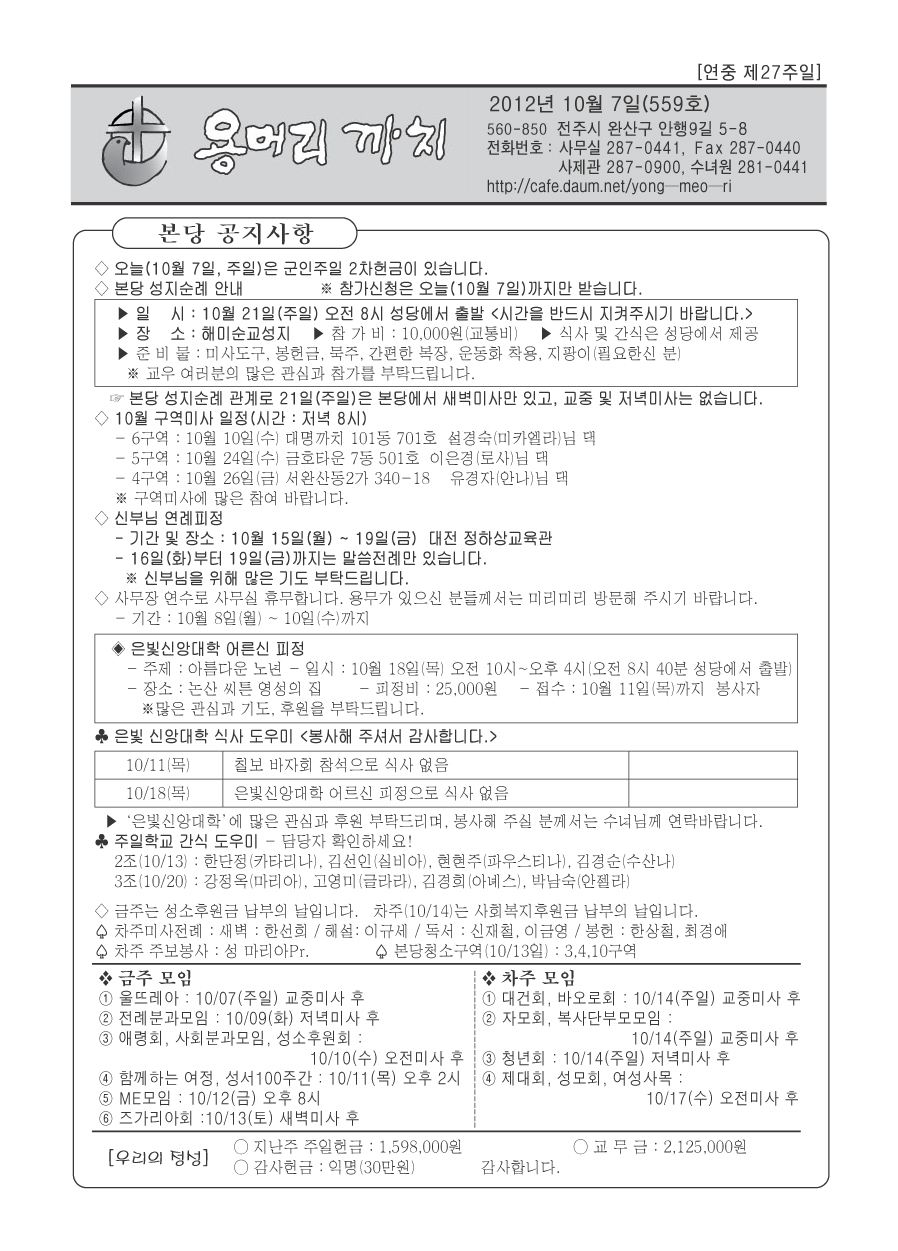 [연중 제27주일]
용머리 까치
2012년 10월 7일(559호)
560-850 전주시 완산구 안행9길 5-8
전화번호 : 사무실 287-0441, Fax 287-0440
사제관 287-0900, 수녀원 281-0441
http://cafe.daum.net/yong—meo—ri
본당 공지사항
◇ 오늘(10월 7일, 주일)은 군인주일 2차헌금이 있습니다.
◇ 본당 성지순례 안내 ※ 참가신청은 오늘(10월 7일)까지만 받습니다.
▶ 일 시 : 10월 21일(주일) 오전 8시 성당에서 출발 <시간을 반드시 지켜주시기 바랍니다.>
▶ 장 소 : 해미순교성지 ▶ 참 가 비 : 10,000원(교통비) ▶ 식사 및 간식은 성당에서 제공
▶ 준 비 물 : 미사도구, 봉헌금, 묵주, 간편한 복장, 운동화 착용, 지팡이(필요한신 분)
※ 교우 여러분의 많은 관심과 참가를 부탁드립니다.
☞ 본당 성지순례 관계로 21일(주일)은 본당에서 새벽미사만 있고, 교중 및 저녁미사는 없습니다.
◇ 10월 구역미사 일정(시간 : 저녁 8시)
- 6구역 : 10월 10일(수) 대명까치 101동 701호 설경숙(미카엘라)님 댁
- 5구역 : 10월 24일(수) 금호타운 7동 501호 이은경(로사)님 댁
- 4구역 : 10월 26일(금) 서완산동2가 340-18 유경자(안나)님 댁
※ 구역미사에 많은 참여 바랍니다.
◇ 신부님 연례피정
- 기간 및 장소 : 10월 15일(월) ~ 19일(금) 대전 정하상교육관
- 16일(화)부터 19일(금)까지는 말씀전례만 있습니다.
※ 신부님을 위해 많은 기도 부탁드립니다.
◇ 사무장 연수로 사무실 휴무합니다. 용무가 있으신 분들께서는 미리미리 방문해 주시기 바랍니다.
- 기간 : 10월 8일(월) ~ 10일(수)까지
◈ 은빛신앙대학 어른신 피정
- 주제 : 아름다운 노년 - 일시 : 10월 18일(목) 오전 10시~오후 4시(오전 8시 40분 성당에서 출발)
- 장소 : 논산 씨튼 영성의 집 - 피정비 : 25,000원 - 접수 : 10월 11일(목)까지 봉사자
※많은 관심과 기도, 후원을 부탁드립니다.
♣ 은빛 신앙대학 식사 도우미 <봉사해 주셔서 감사합니다.>
10/11(목) 칠보 바자회 참석으로 식사 없음
10/18(목) 은빛신앙대학 어르신 피정으로 식사 없음
▶ '은빛신앙대학'에 많은 관심과 후원 부탁드리며, 봉사해 주실 분께서는 수녀님께 연락바랍니다.
♣ 주일학교 간식 도우미 - 담당자 확인하세요!
2조(10/13) : 한단정(카타리나), 김선인(실비아), 현현주(파우스티나), 김경순(수산나)
3조(10/20) : 강정옥(마리아), 고영미(글라라), 김경희(아녜스), 박남숙(안젤라)
◇ 금주는 성소후원금 납부의 날입니다. 차주(10/14)는 사회복지후원금 납부의 날입니다.
♤ 차주미사전례 : 새벽 : 한선희 / 해설: 이규세 / 독서 : 신재철, 이금영 / 봉헌 : 한상철, 최경애
♤ 차주 주보봉사 : 성 마리아Pr. ♤ 본당청소구역(10/13일) : 3,4,10구역
❖ 금주 모임
① 울뜨레아 : 10/07(주일) 교중미사 후
② 전례분과모임 : 10/09(화) 저녁미사 후
③ 애령회, 사회분과모임, 성소후원회 :
10/10(수) 오전미사 후
④ 함께하는 여정, 성서100주간 : 10/11(목) 오후 2시
⑤ ME모임 : 10/12(금) 오후 8시
⑥ 즈가리아회 :10/13(토) 새벽미사 후
❖ 차주 모임
① 대건회, 바오로회 : 10/14(주일) 교중미사 후
② 자모회, 복사단부모모임 :
10/14(주일) 교중미사 후
③ 청년회 : 10/14(주일) 저녁미사 후
④ 제대회, 성모회, 여성사목 :
10/17(수) 오전미사 후
[우리의 정성]
○ 지난주 주일헌금 : 1,598,000원 ○ 교 무 금 : 2,125,000원
○ 감사헌금 : 익명(30만원) 감사합니다.